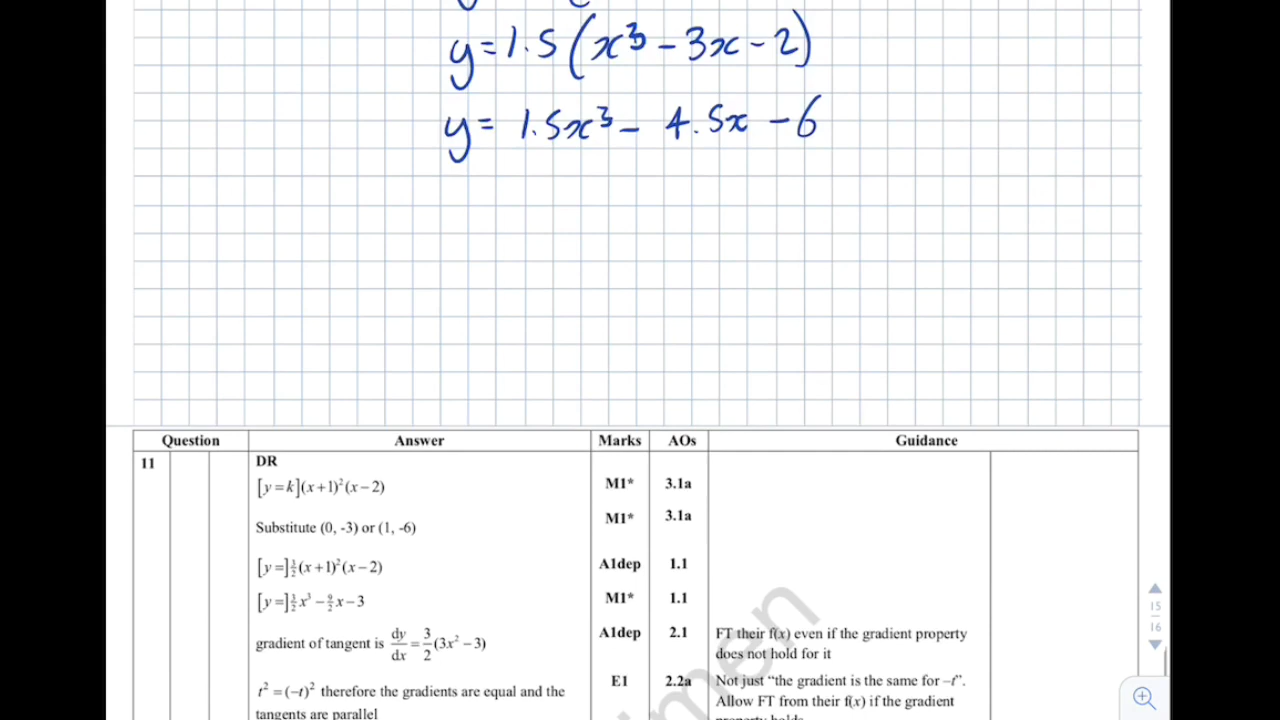 y = 1.5 (x³ - 3x - 2)
y = 1.5x³ - 4.5x - 6
Question Answer Marks AOs Guidance
11 DR
[y = k](x+1)²(x−2) M1* 3.1a
Substitute (0, -3) or (1, -6) M1* 3.1a
[y =]3/2(x+1)²(x−2) A1dep 1.1
[y =]3/2x³ − 9/2x − 3 M1* 1.1
gradient of tangent is dy/dx = 3/2(3x² − 3) A1dep 2.1 FT their f(x) even if the gradient property
does not hold for it
t² = (−t)² therefore the gradients are equal and the E1 2.2a Not just “the gradient is the same for –t”.
tangents are parallel Allow FT from their f(x) if the gradient
property holds
imen
15
16